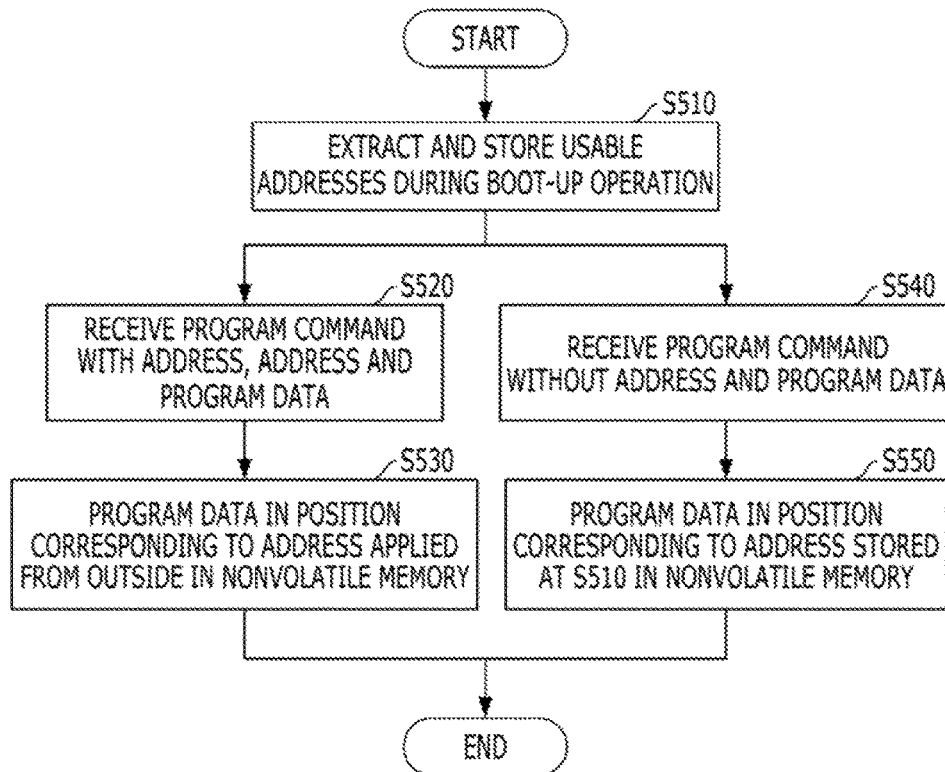 START
S510
EXTRACT AND STORE USABLE
ADDRESSES DURING BOOT-UP OPERATION
S520
RECEIVE PROGRAM COMMAND
WITH ADDRESS, ADDRESS AND
PROGRAM DATA
S540
RECEIVE PROGRAM COMMAND
WITHOUT ADDRESS AND PROGRAM DATA
S530
PROGRAM DATA IN POSITION
CORRESPONDING TO ADDRESS APPLIED
FROM OUTSIDE IN NONVOLATILE MEMORY
S550
PROGRAM DATA IN POSITION
CORRESPONDING TO ADDRESS STORED
AT S510 IN NONVOLATILE MEMORY
END